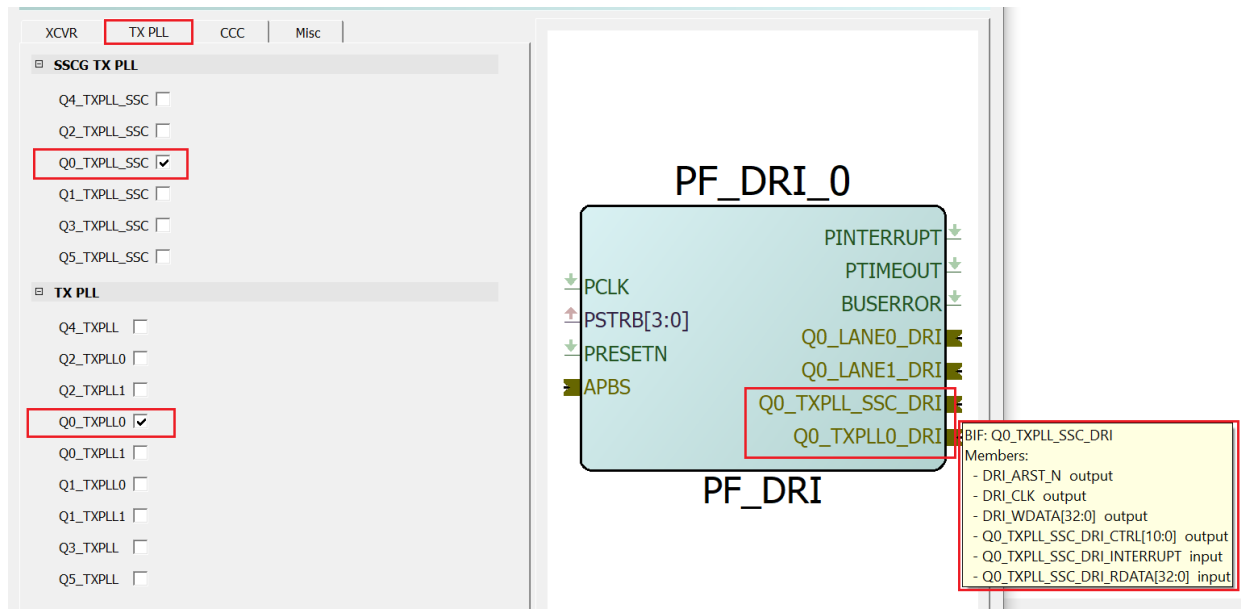 XCVR TX PLL CCC Misc
SSCG TX PLL
Q4_TXPLL_SSC
Q2_TXPLL_SSC
Q0_TXPLL_SSC
Q1_TXPLL_SSC
Q3_TXPLL_SSC
Q5_TXPLL_SSC
TX PLL
Q4_TXPLL
Q2_TXPLL0
Q2_TXPLL1
Q0_TXPLL0
Q0_TXPLL1
Q1_TXPLL0
Q1_TXPLL1
Q3_TXPLL
Q5_TXPLL
PF_DRI_0
PCLK
PSTRB[3:0]
PRESETN
APBS
PINTERRUPT
PTIMEOUT
BUSERROR
Q0_LANE0_DRI
Q0_LANE1_DRI
Q0_TXPLL_SSC_DRI
Q0_TXPLL0_DRI
PF_DRI
BIF: Q0_TXPLL_SSC_DRI
Members:
- DRI_ARST_N output
- DRI_CLK output
- DRI_WDATA[32:0] output
- Q0_TXPLL_SSC_DRI_CTRL[10:0] output
- Q0_TXPLL_SSC_DRI_INTERRUPT input
- Q0_TXPLL_SSC_DRI_RDATA[32:0] input